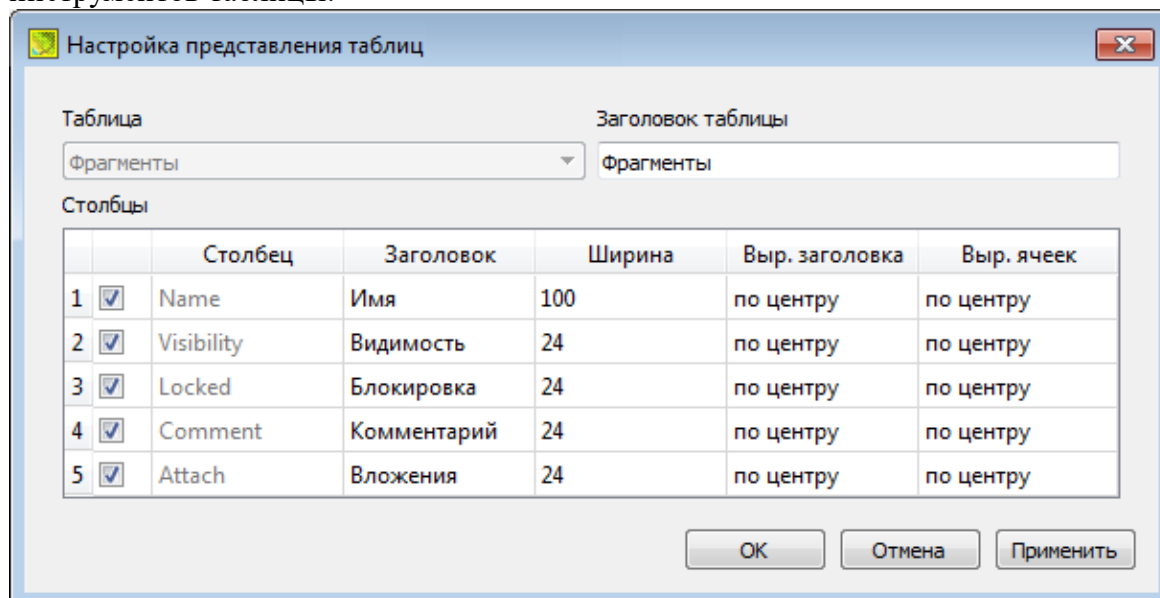 инструментов таблицы.
Настройка представления таблиц
Таблица Заголовок таблицы
Фрагменты Фрагменты
Столбцы
Столбец Заголовок Ширина Выр. заголовка Выр. ячеек
1 Name Имя 100 по центру по центру
2 Visibility Видимость 24 по центру по центру
3 Locked Блокировка 24 по центру по центру
4 Comment Комментарий 24 по центру по центру
5 Attach Вложения 24 по центру по центру
OK Отмена Применить